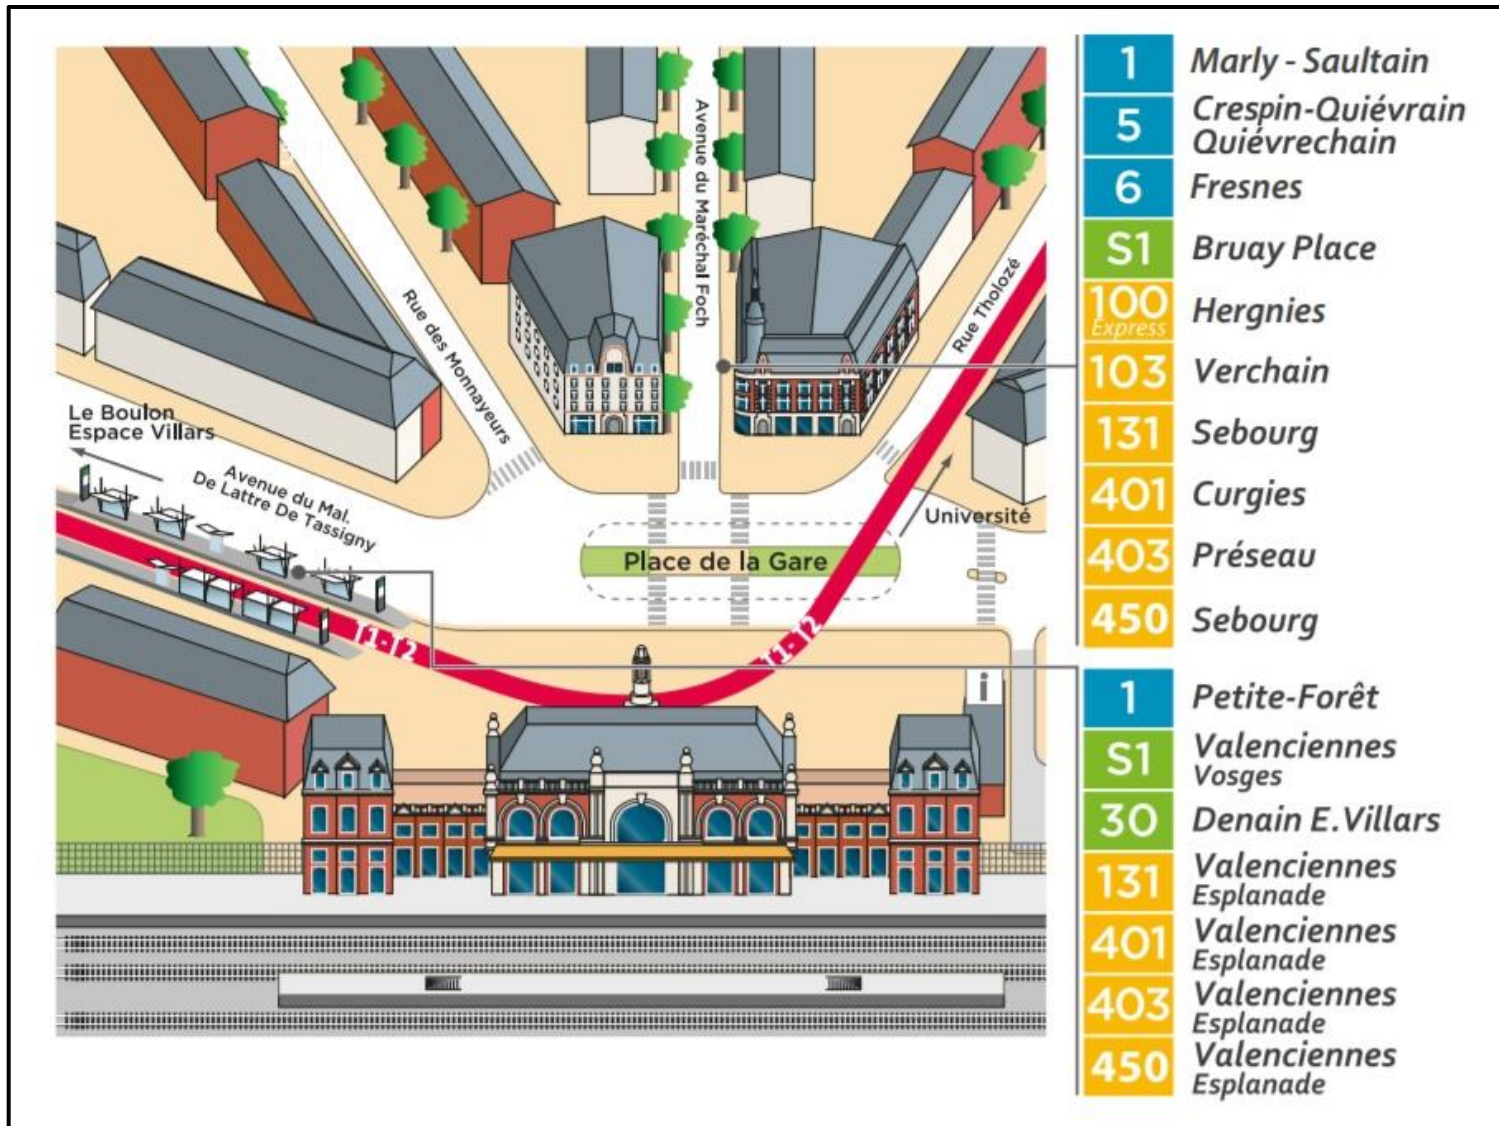 Avenue du Maréchal Foch
Rue des Monnayeurs
Rue Tholozé
Le Boulon
Espace Villars
Avenue du Mal.
De Lattre De Tassigny
Université
Place de la Gare
T1-T2
T1-T2
i
1 Marly - Saultain
5 Crespin-Quiévrain
Quiévrechain
6 Fresnes
S1 Bruay Place
100 Hergnies
Express
103 Verchain
131 Sebourg
401 Curgies
403 Préseau
450 Sebourg
1 Petite-Forêt
S1 Valenciennes
Vosges
30 Denain E.Villars
131 Valenciennes
Esplanade
401 Valenciennes
Esplanade
403 Valenciennes
Esplanade
450 Valenciennes
Esplanade